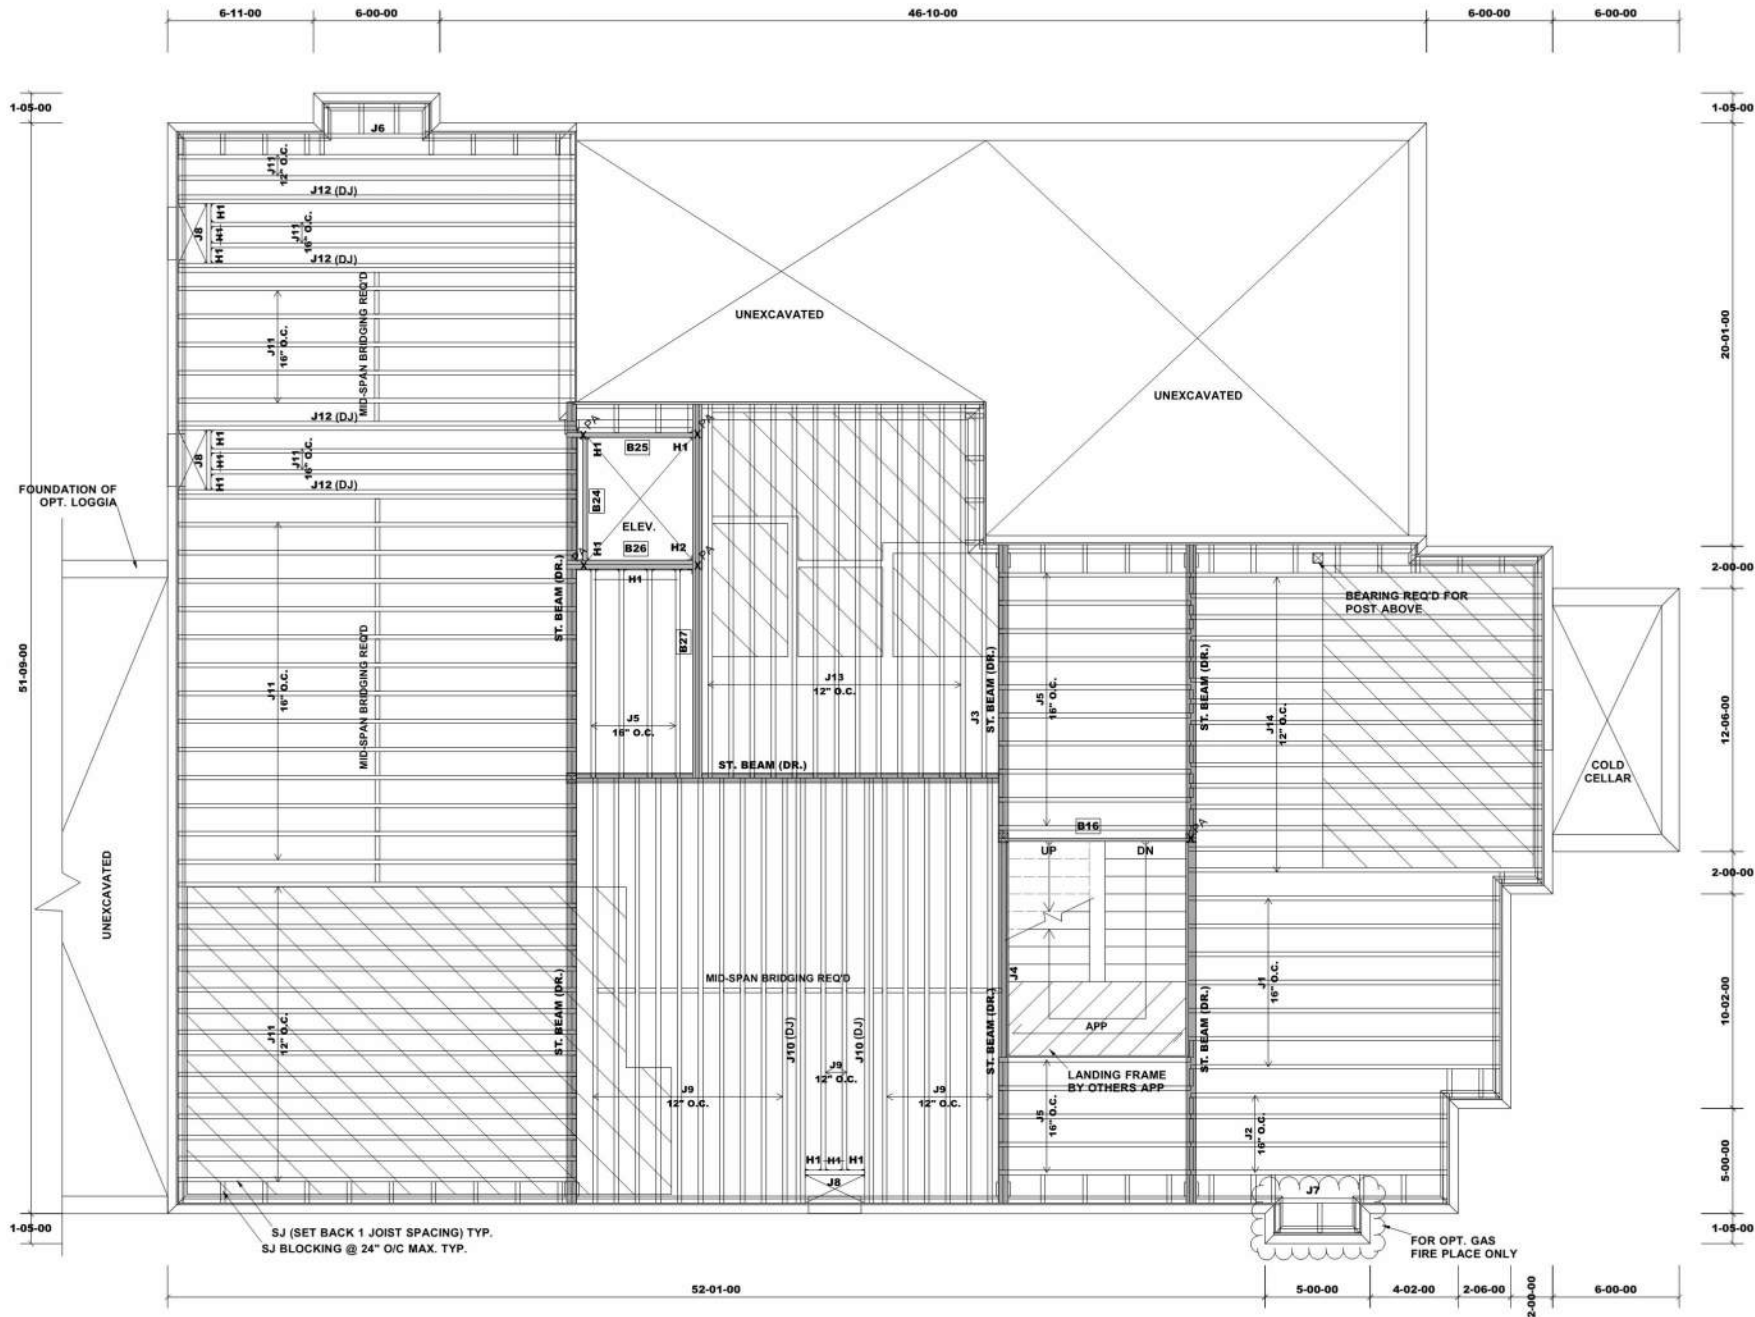 6-11-00
6-00-00
46-10-00
6-00-00
6-00-00
1-05-00
1-05-00
J6
J11
12" O.C.
J12 (DJ)
H1
H1
H1
J8
J11
16" O.C.
J12 (DJ)
MID-SPAN BRIDGING REQ'D
J11
16" O.C.
UNEXCAVATED
20-01-00
UNEXCAVATED
J12 (DJ)
PA
PA
H1
H1
H1
J8
J11
16" O.C.
H1
B25
H1
J12 (DJ)
FOUNDATION OF
OPT. LOGGIA
B24
ELEV.
H1
B26
H2
PA
PA
2-00-00
H1
ST. BEAM (DR.)
BEARING REQ'D FOR
POST ABOVE
51-09-00
MID-SPAN BRIDGING REQ'D
J11
16" O.C.
B27
J13
12" O.C.
J3
ST. BEAM (DR.)
J5
16" O.C.
ST. BEAM (DR.)
J14
12" O.C.
12-06-00
J5
16" O.C.
ST. BEAM (DR.)
COLD
CELLAR
B16
PA
UP
DN
2-00-00
UNEXCAVATED
MID-SPAN BRIDGING REQ'D
J4
J1
16" O.C.
J11
12" O.C.
ST. BEAM (DR.)
J10 (DJ)
J10 (DJ)
ST. BEAM (DR.)
APP
ST. BEAM (DR.)
10-02-00
J9
12" O.C.
J9
12" O.C.
J9
12" O.C.
LANDING FRAME
BY OTHERS APP
J5
16" O.C.
J2
16" O.C.
H1
H1
H1
J8
J7
5-00-00
1-05-00
SJ (SET BACK 1 JOIST SPACING) TYP.
SJ BLOCKING @ 24" O/C MAX. TYP.
FOR OPT. GAS
FIRE PLACE ONLY
1-05-00
52-01-00
5-00-00
4-02-00
2-06-00
2-00-00
6-00-00